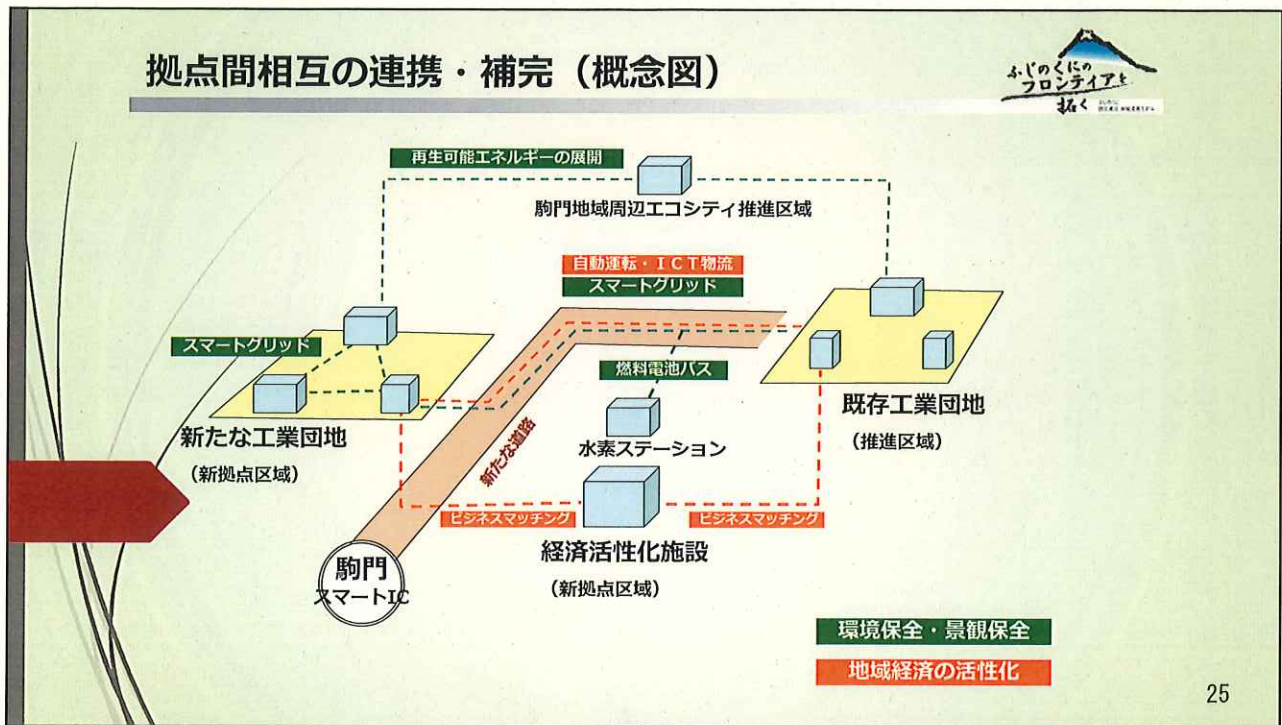 拠点間相互の連携・補完（概念図）
ふじのくにの
フロンティアを
拓く
再生可能エネルギーの展開
駒門地域周辺エコシティ推進区域
自動運転・ＩＣＴ物流
スマートグリッド
スマートグリッド
燃料電池バス
新たな工業団地
（新拠点区域）
既存工業団地
（推進区域）
水素ステーション
新たな道路
ビジネスマッチング
ビジネスマッチング
経済活性化施設
（新拠点区域）
駒門
スマートIC
環境保全・景観保全
地域経済の活性化
25